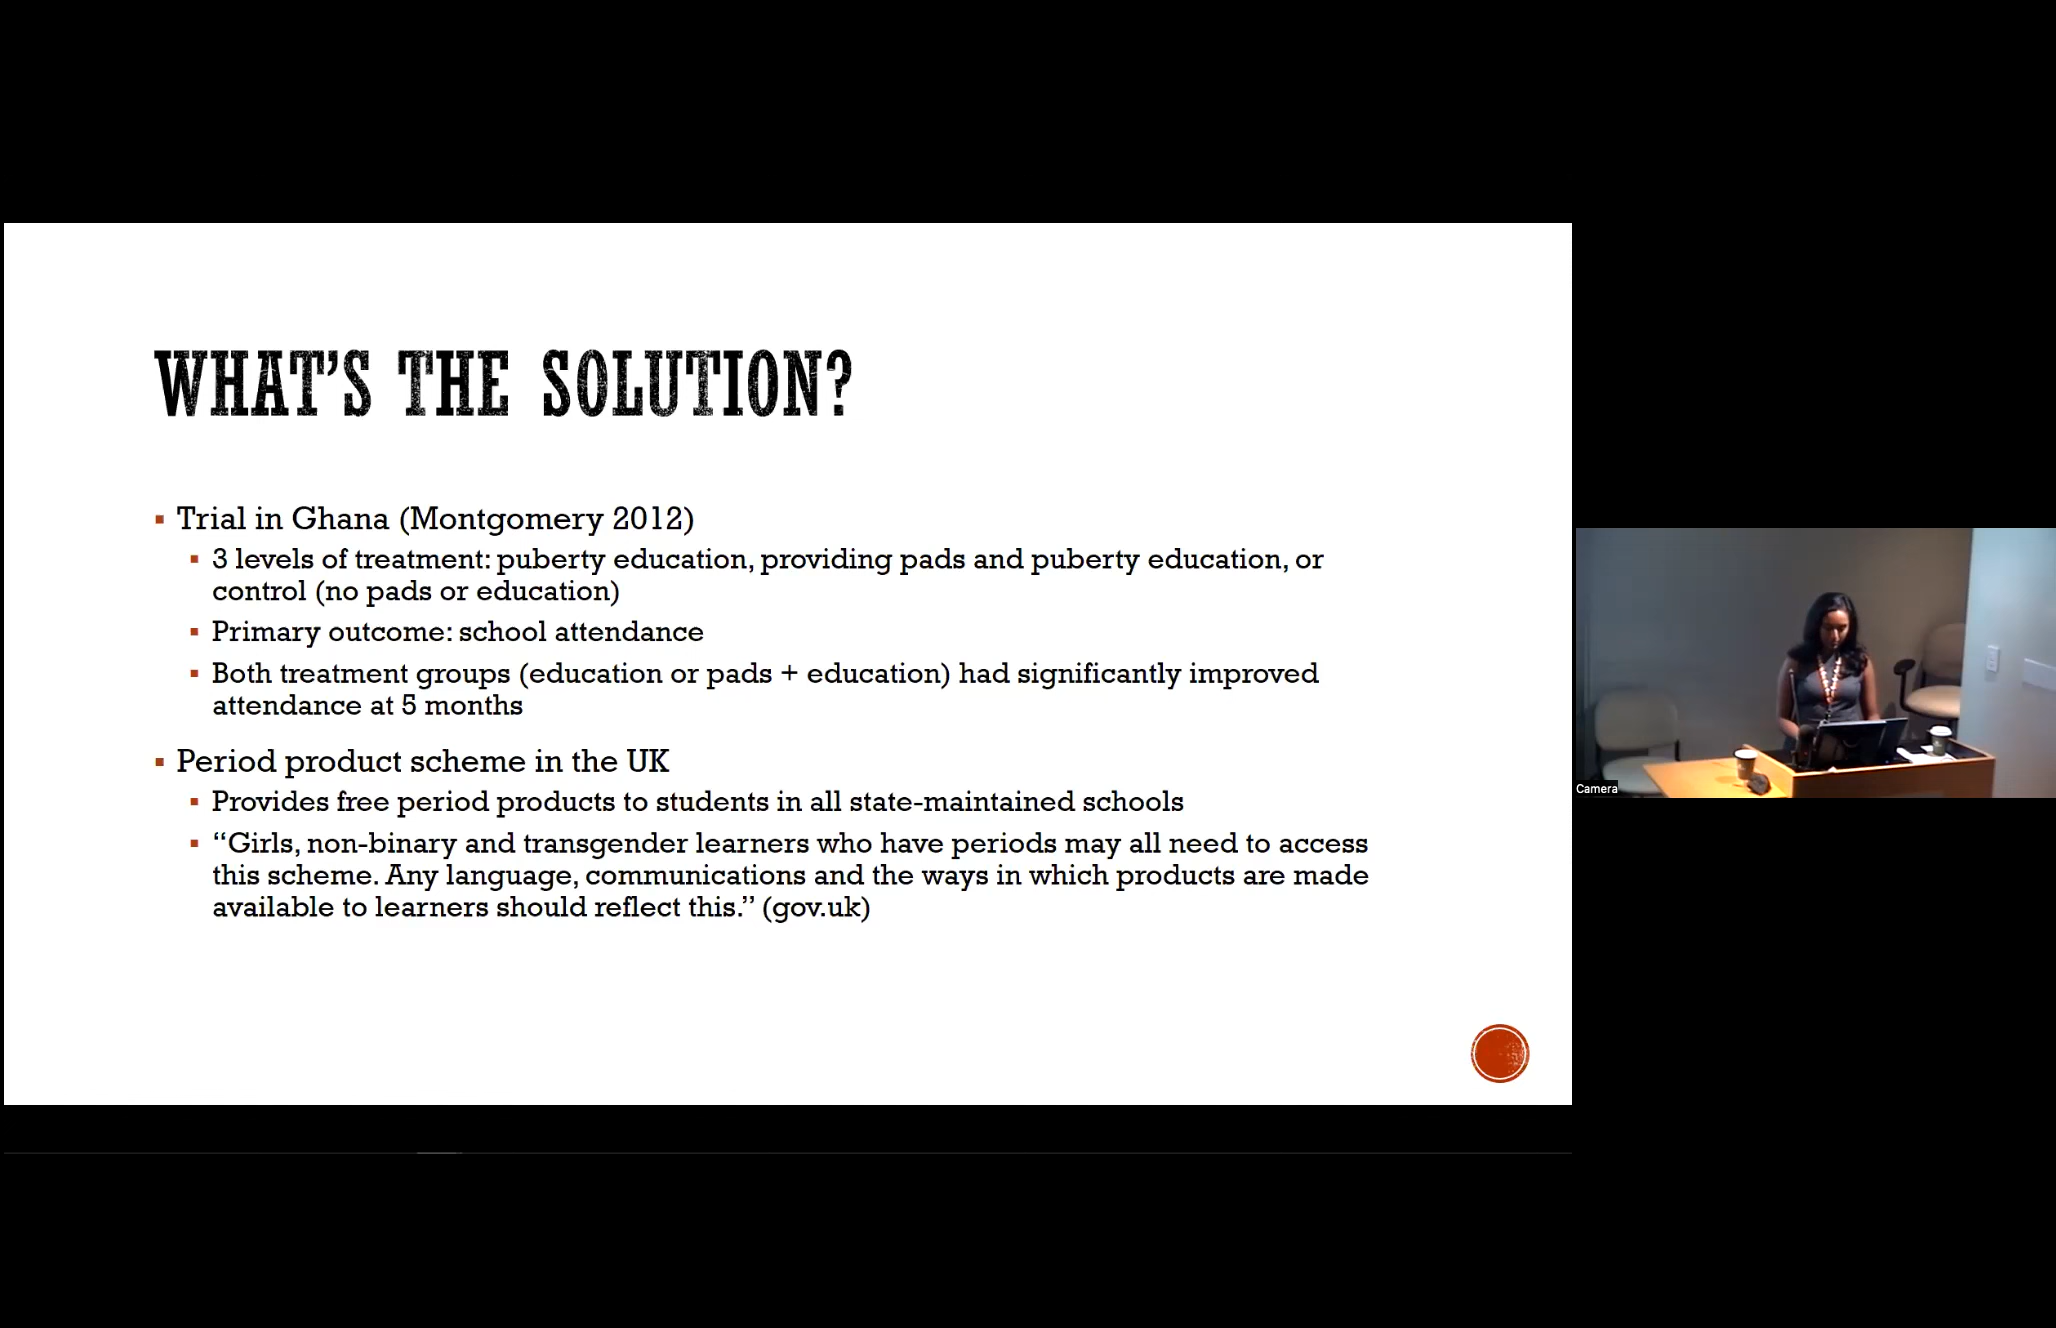 WHAT'S THE SOLUTION?
▪ Trial in Ghana (Montgomery 2012)
▪ 3 levels of treatment: puberty education, providing pads and puberty education, or
control (no pads or education)
▪ Primary outcome: school attendance
▪ Both treatment groups (education or pads + education) had significantly improved
attendance at 5 months
▪ Period product scheme in the UK
▪ Provides free period products to students in all state-maintained schools
▪ “Girls, non-binary and transgender learners who have periods may all need to access
this scheme. Any language, communications and the ways in which products are made
available to learners should reflect this.” (gov.uk)
Camera